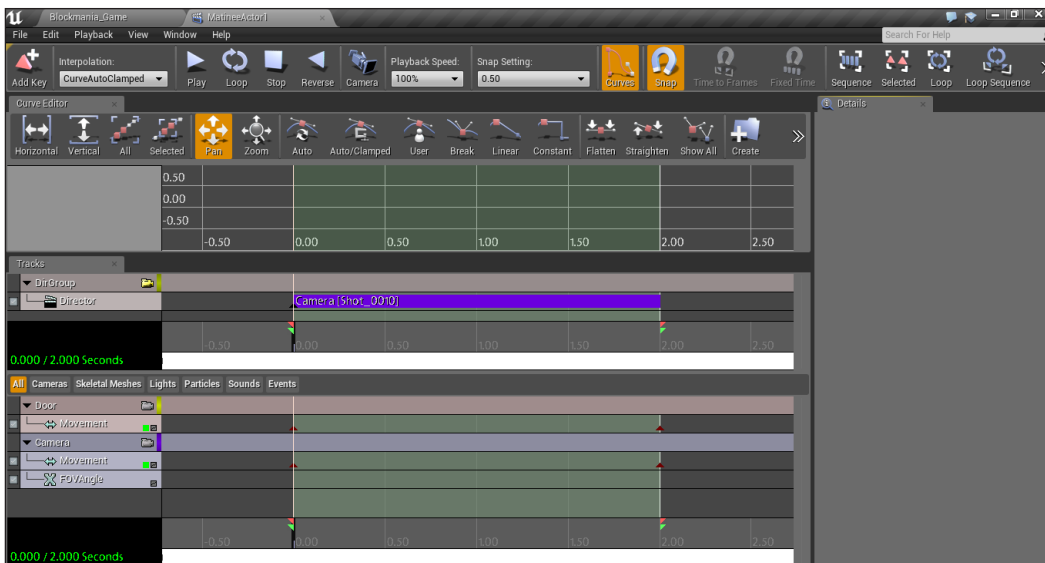 Blockmania_Game MatineeActor1
File Edit Playback View Window Help Search For Help
Interpolation: Playback Speed: Snap Setting:
CurveAutoClamped 100% 0.50
Add Key Play Loop Stop Reverse Camera Curves Snap Time to Frames Fixed Time Sequence Selected Loop Loop Sequence
Curve Editor Details
Horizontal Vertical All Selected Pan Zoom Auto Auto/Clamped User Break Linear Constant Flatten Straighten Show All Create
0.50
0.00
-0.50
-0.50 0.00 0.50 1.00 1.50 2.00 2.50
Tracks
DirGroup
Director Camera [Shot_0010]
-0.50 0.00 0.50 1.00 1.50 2.00 2.50
0.000 / 2.000 Seconds
All Cameras Skeletal Meshes Lights Particles Sounds Events
Door
Movement
Camera
Movement
FOVAngle
-0.50 0.00 0.50 1.00 1.50 2.00 2.50
0.000 / 2.000 Seconds